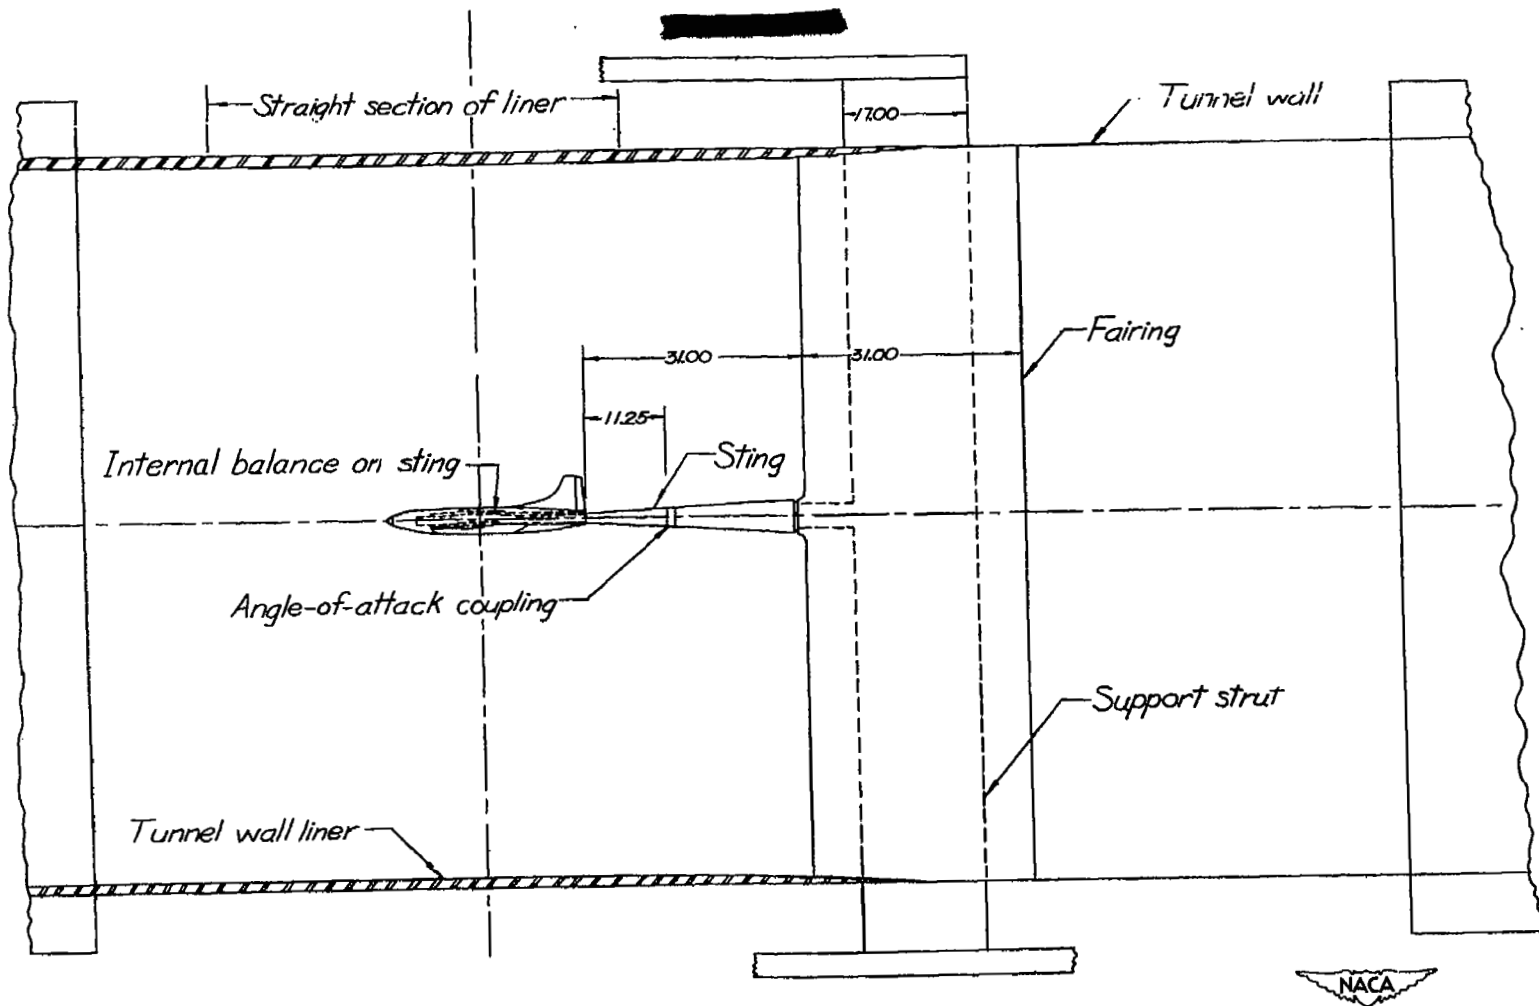 Straight section of liner
17.00
Tunnel wall
Fairing
31.00
31.00
11.25
Internal balance on sting
Sting
Angle-of-attack coupling
Support strut
Tunnel wall liner
NACA